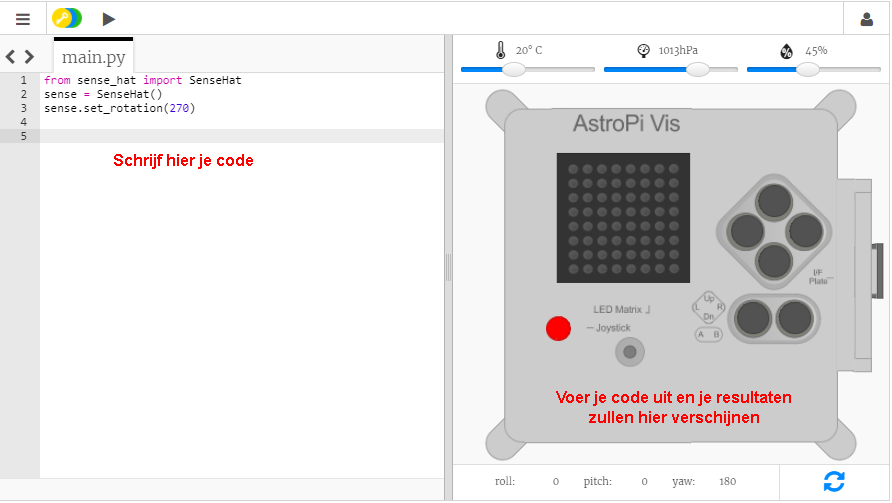 main.py
1 from sense_hat import SenseHat
2 sense = SenseHat()
3 sense.set_rotation(270)
4
5
Schrijf hier je code
20° C
1013hPa
45%
AstroPi Vis
I/F
Plate
LED Matrix
Joystick
Up
L R
Dn
A B
Voer je code uit en je resultaten
zullen hier verschijnen
roll: 0 pitch: 0 yaw: 180